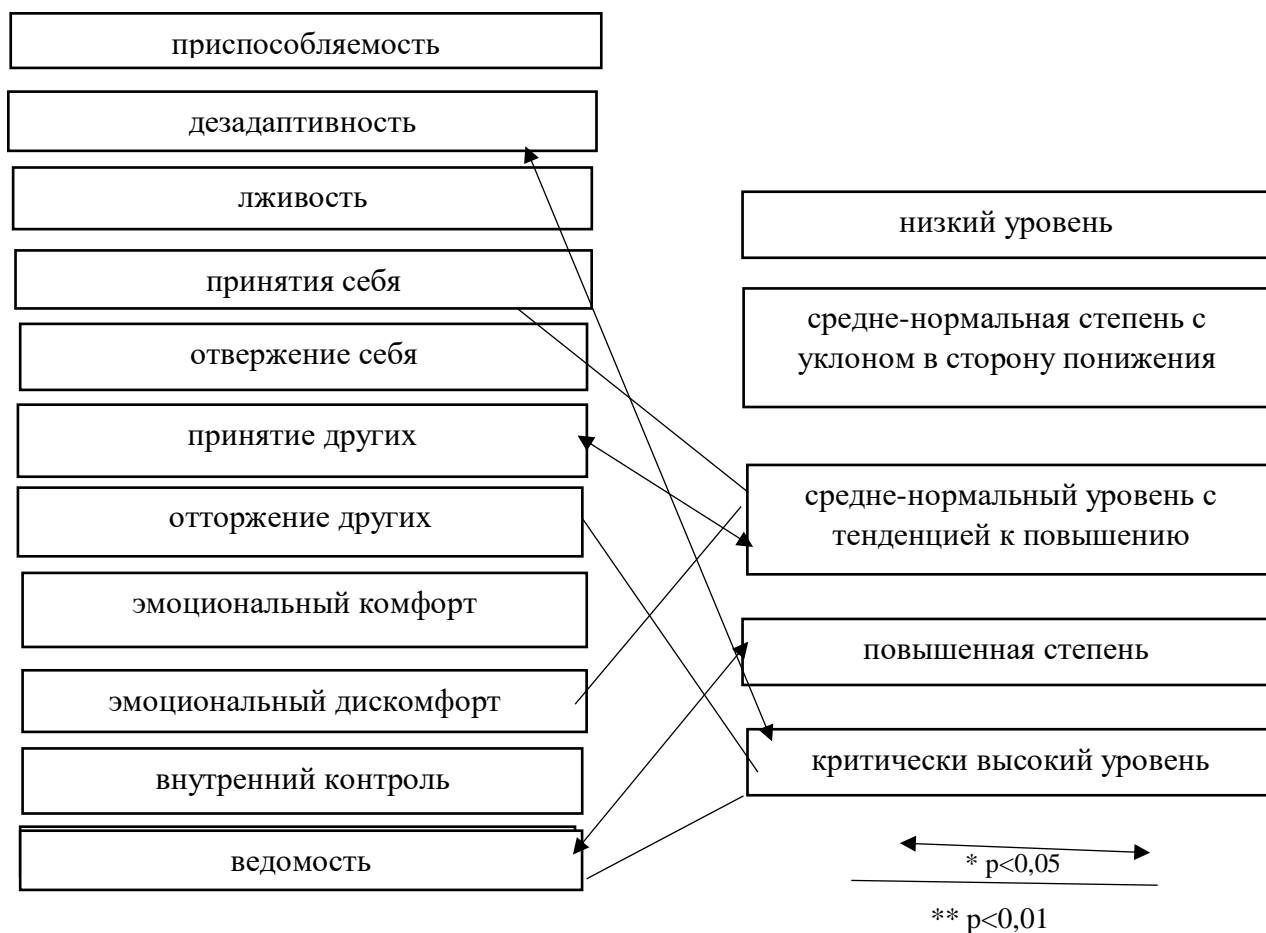 приспособляемость
дезадаптивность
лживость
принятия себя
отвержение себя
принятие других
отторжение других
эмоциональный комфорт
эмоциональный дискомфорт
внутренний контроль
ведомость
низкий уровень
средне-нормальная степень с
уклоном в сторону понижения
средне-нормальный уровень с
тенденцией к повышению
повышенная степень
критически высокий уровень
* p<0,05
** p<0,01